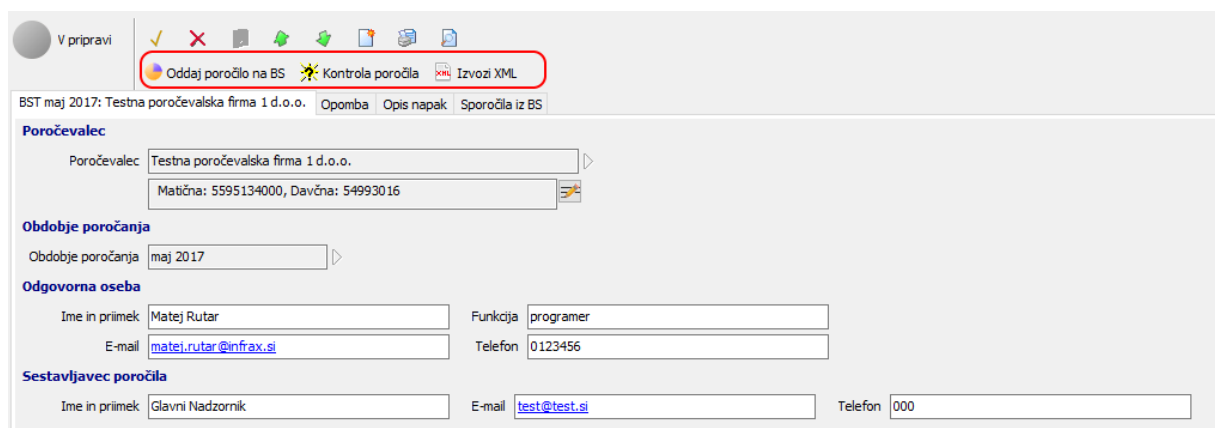 V pripravi
Oddaj poročilo na BS Kontrola poročila XML Izvozi XML
BST maj 2017: Testna poročevalska firma 1 d.o.o. Opomba Opis napak Sporočila iz BS
Poročevalec
Poročevalec Testna poročevalska firma 1 d.o.o.
Matična: 5595134000, Davčna: 54993016
Obdobje poročanja
Obdobje poročanja maj 2017
Odgovorna oseba
Ime in priimek Matej Rutar Funkcija programer
E-mail matej.rutar@infrax.si Telefon 0123456
Sestavljavec poročila
Ime in priimek Glavni Nadzornik E-mail test@test.si Telefon 000